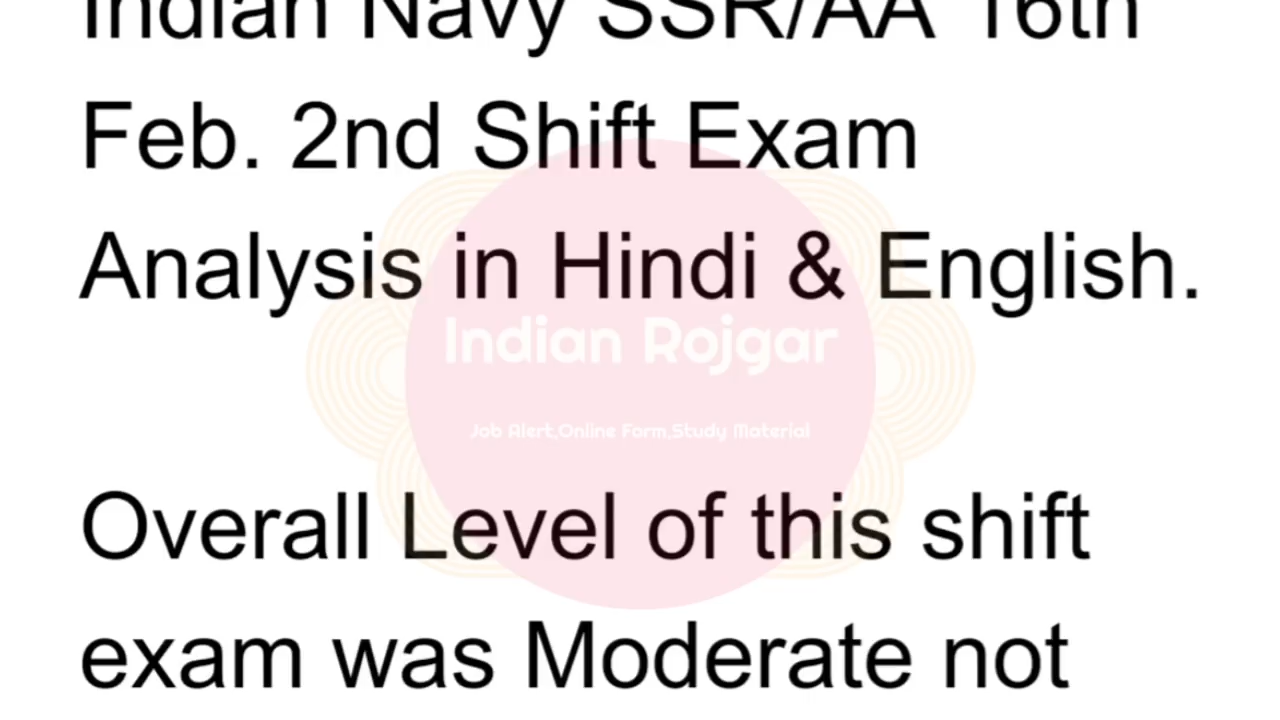 Indian Navy SSR/AA 16th
Feb. 2nd Shift Exam
Analysis in Hindi & English.
Indian Rojgar
Job Alert,Online Form,Study Material
Overall Level of this shift
exam was Moderate not